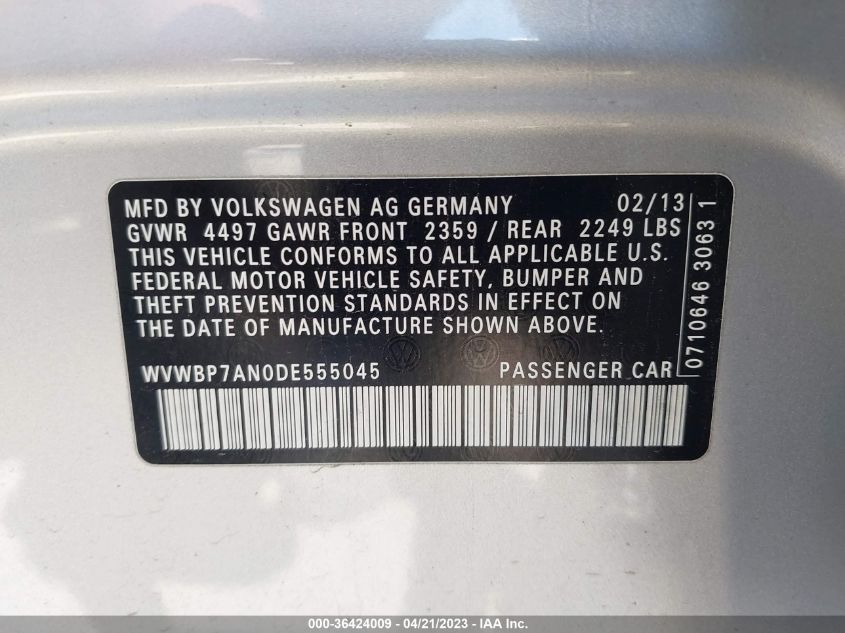 MFD BY VOLKSWAGEN AG GERMANY 02/13
GVWR 4497 GAWR FRONT 2359 / REAR 2249 LBS
THIS VEHICLE CONFORMS TO ALL APPLICABLE U.S.
FEDERAL MOTOR VEHICLE SAFETY, BUMPER AND
THEFT PREVENTION STANDARDS IN EFFECT ON
THE DATE OF MANUFACTURE SHOWN ABOVE.
WVWBP7AN0DE555045 PASSENGER CAR
0710646 3063 1
000-36424009 - 04/21/2023 - IAA Inc.